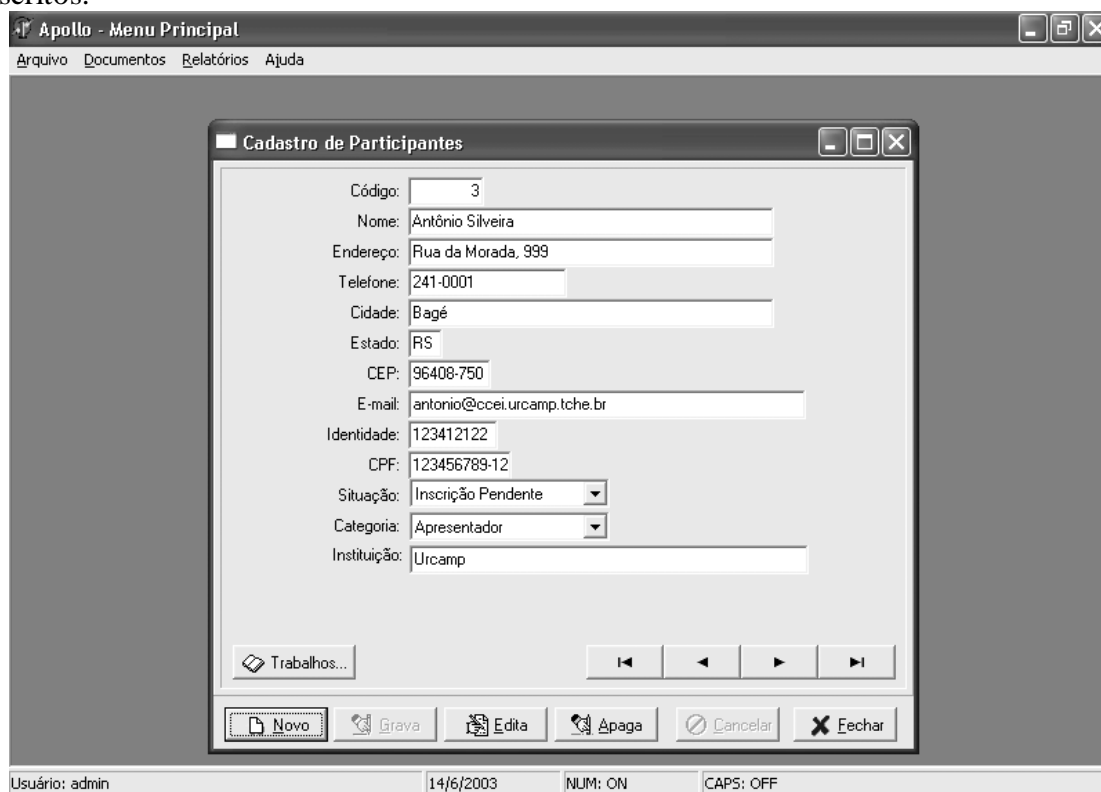 Apollo - Menu Principal
Arquivo Documentos Relatórios Ajuda
Cadastro de Participantes
Código: 3
Nome: Antônio Silveira
Endereço: Rua da Morada, 999
Telefone: 241-0001
Cidade: Bagé
Estado: RS
CEP: 96408-750
E-mail: antonio@ccei.urcamp.tche.br
Identidade: 123412122
CPF: 123456789-12
Situação: Inscrição Pendente
Categoria: Apresentador
Instituição: Urcamp
Trabalhos...
Novo Grava Edita Apaga Cancelar Fechar
Usuário: admin 14/6/2003 NUM: ON CAPS: OFF